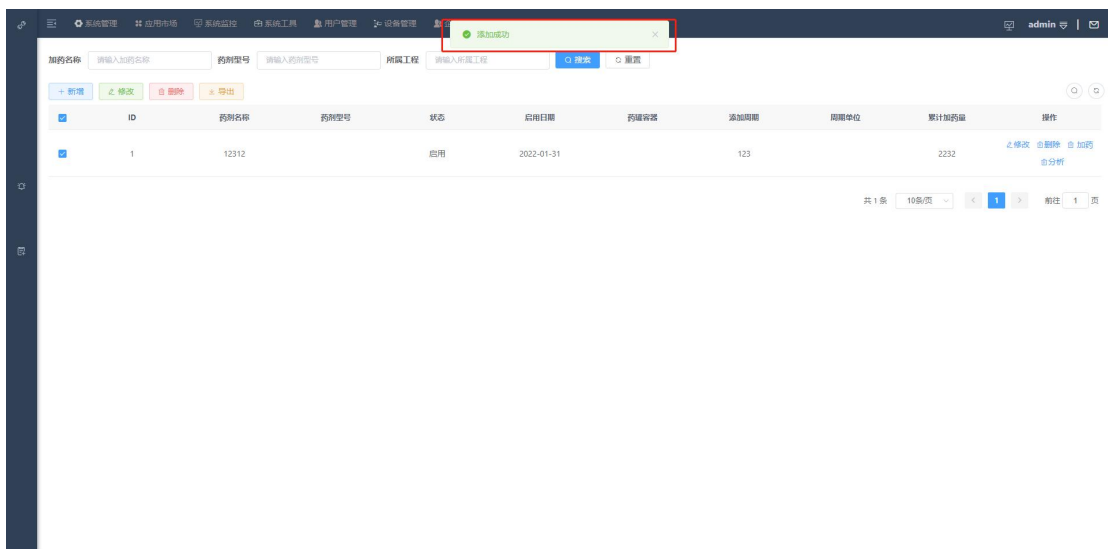 系统管理 应用市场 系统监控 系统工具 用户管理 设备管理
添加成功
admin
加药名称 请输入加药名称 药剂型号 请输入药剂型号 所属工程 请输入所属工程 搜索 重置
新增 修改 删除 导出
ID 药剂名称 药剂型号 状态 启用日期 药罐容器 添加周期 周期单位 累计加药量 操作
1 12312 启用 2022-01-31 123 2232 修改 删除 加药
分析
共1条 10条/页 1 前往 1 页